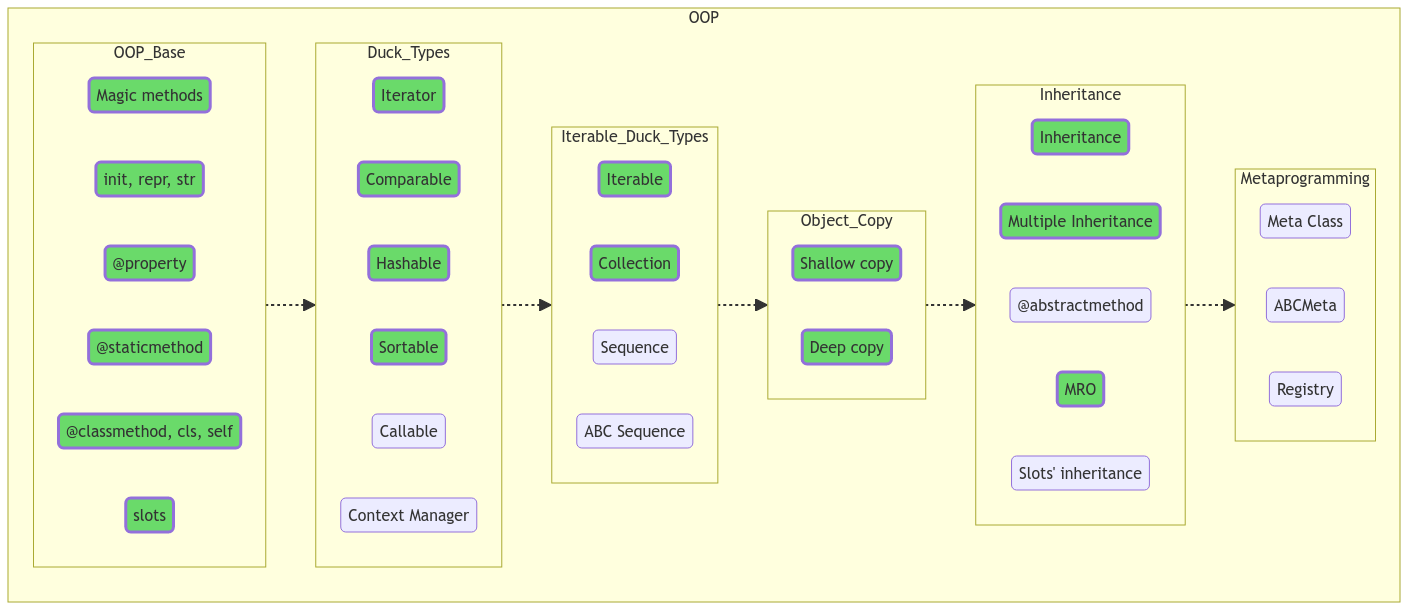 OOP
OOP_Base
Magic methods
init, repr, str
@property
@staticmethod
@classmethod, cls, self
slots
Duck_Types
Iterator
Comparable
Hashable
Sortable
Callable
Context Manager
Iterable_Duck_Types
Iterable
Collection
Sequence
ABC Sequence
Object_Copy
Shallow copy
Deep copy
Inheritance
Inheritance
Multiple Inheritance
@abstractmethod
MRO
Slots' inheritance
Metaprogramming
Meta Class
ABCMeta
Registry